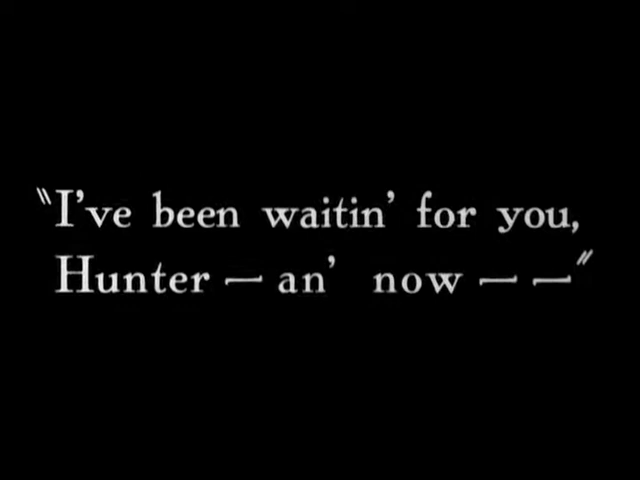 "I've been waitin' for you,
Hunter — an' now — —"